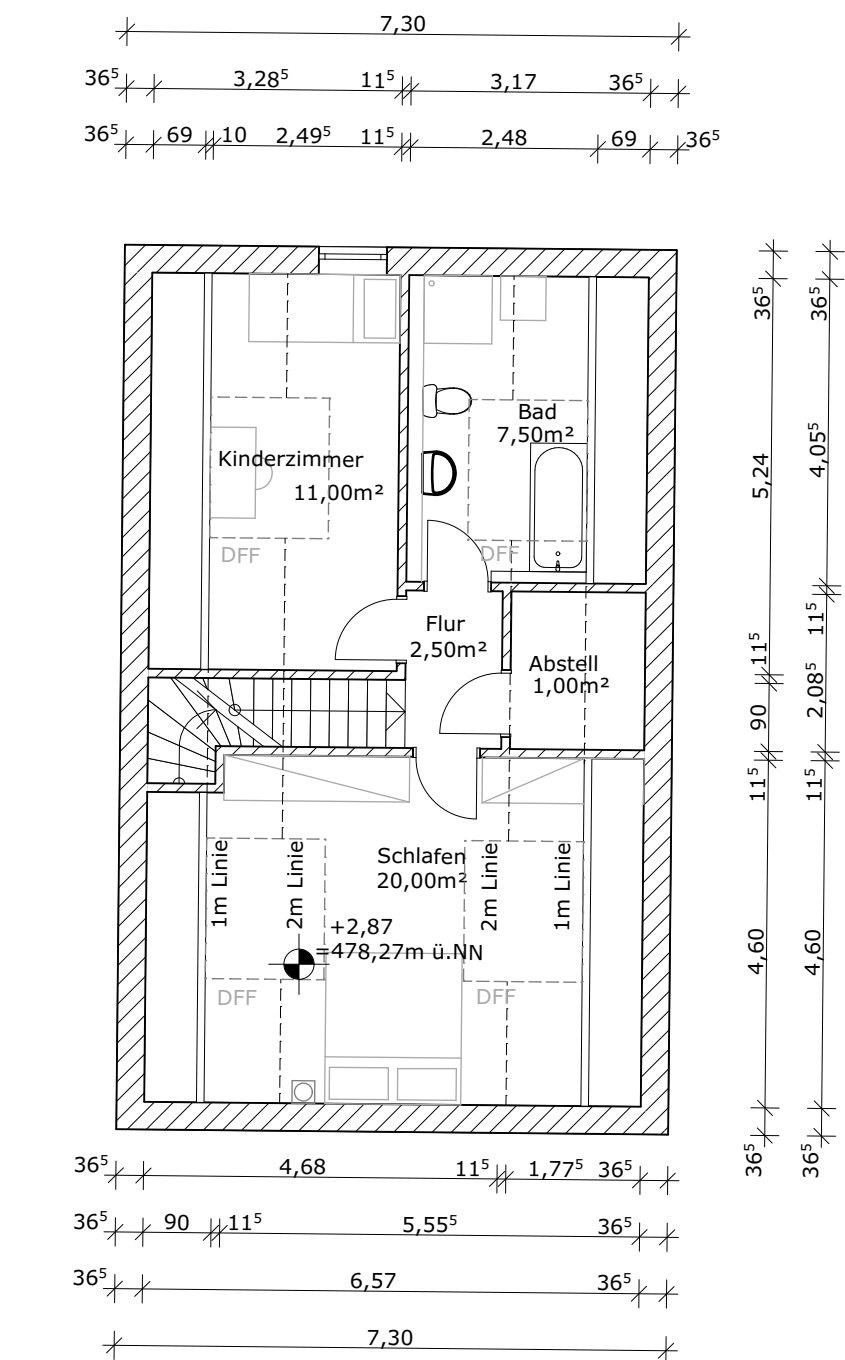 7,30
36⁵ 3,28⁵ 11⁵ 3,17 36⁵
36⁵ 69 10 2,49⁵ 11⁵ 2,48 69 36⁵
Kinderzimmer
11,00m²
DFF
Bad
7,50m²
DFF
Flur
2,50m²
Abstell
1,00m²
Schlafen
20,00m²
1m Linie
2m Linie
2m Linie
1m Linie
+2,87
=478,27m ü.NN
DFF
DFF
36⁵
5,24
11⁵
90
11⁵
4,60
36⁵
36⁵
4,05⁵
11⁵
2,08⁵
11⁵
4,60
36⁵
36⁵ 4,68 11⁵ 1,77⁵ 36⁵
36⁵ 90 11⁵ 5,55⁵ 36⁵
36⁵ 6,57 36⁵
7,30